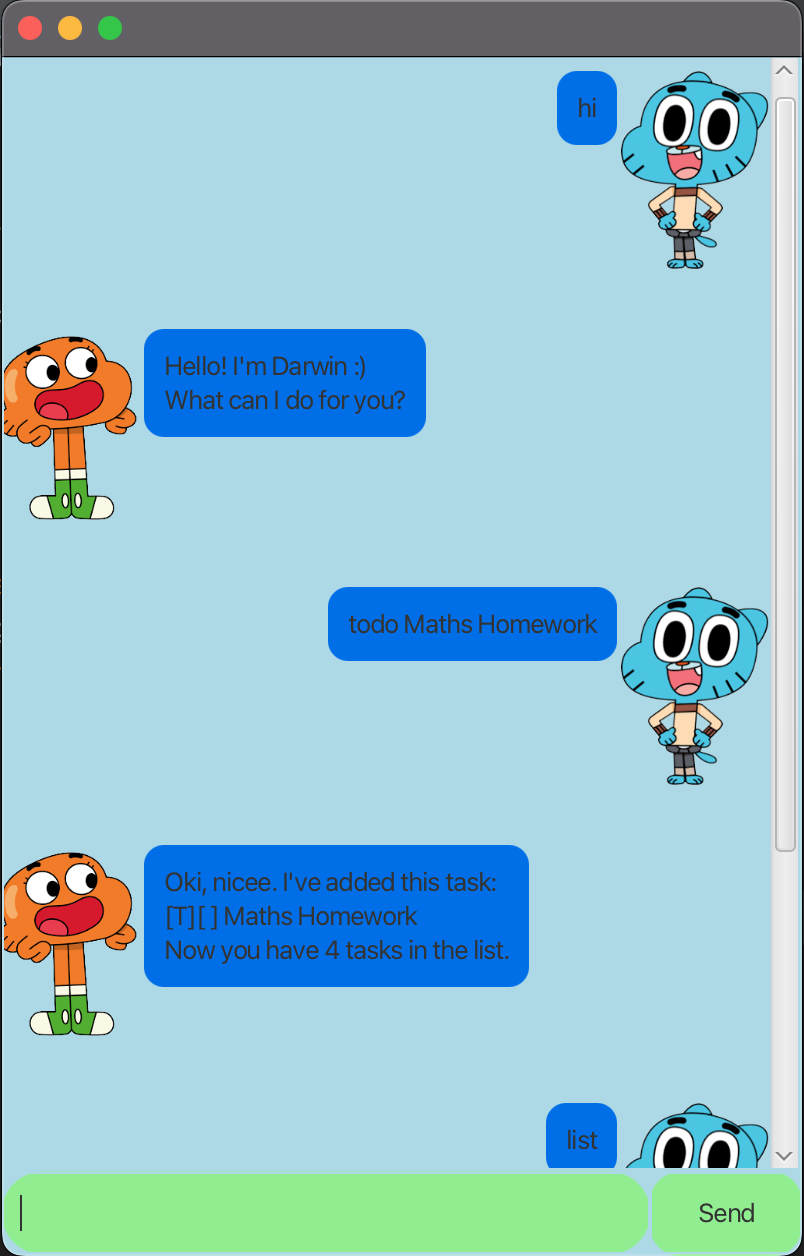 hi
Hello! I'm Darwin :)
What can I do for you?
todo Maths Homework
Oki, nicee. I've added this task:
[T][ ] Maths Homework
Now you have 4 tasks in the list.
list
Send